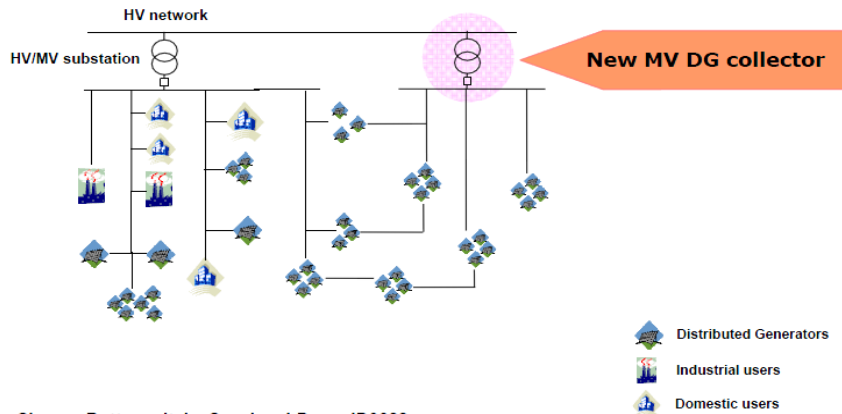 HV network
HV/MV substation
New MV DG collector
Distributed Generators
Industrial users
Domestic users